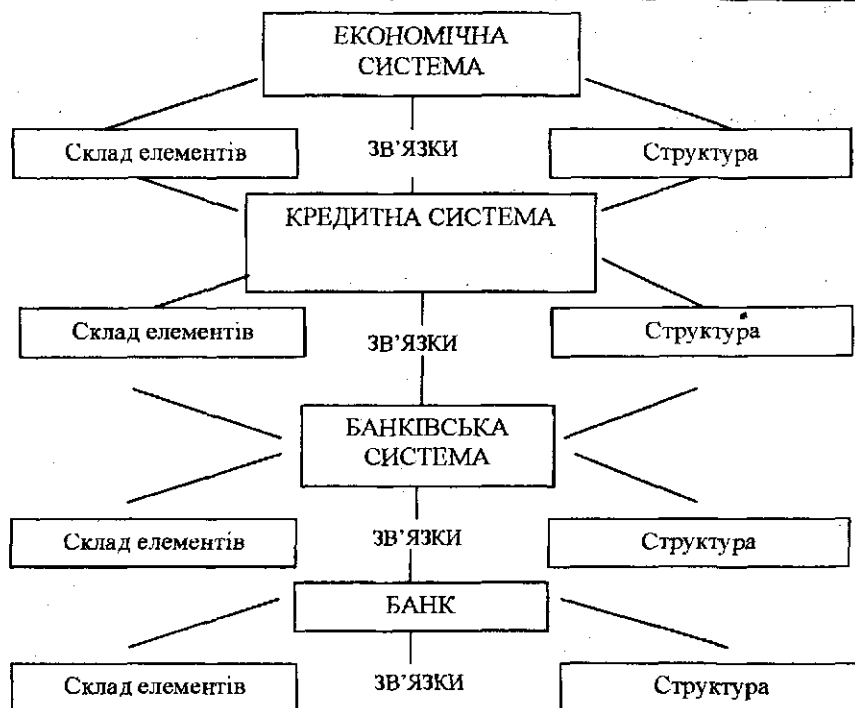 ЕКОНОМІЧНА
СИСТЕМА
Склад елементів
ЗВ'ЯЗКИ
Структура
КРЕДИТНА СИСТЕМА
Склад елементів
ЗВ'ЯЗКИ
Структура
БАНКІВСЬКА
СИСТЕМА
Склад елементів
ЗВ'ЯЗКИ
Структура
БАНК
Склад елементів
ЗВ'ЯЗКИ
Структура